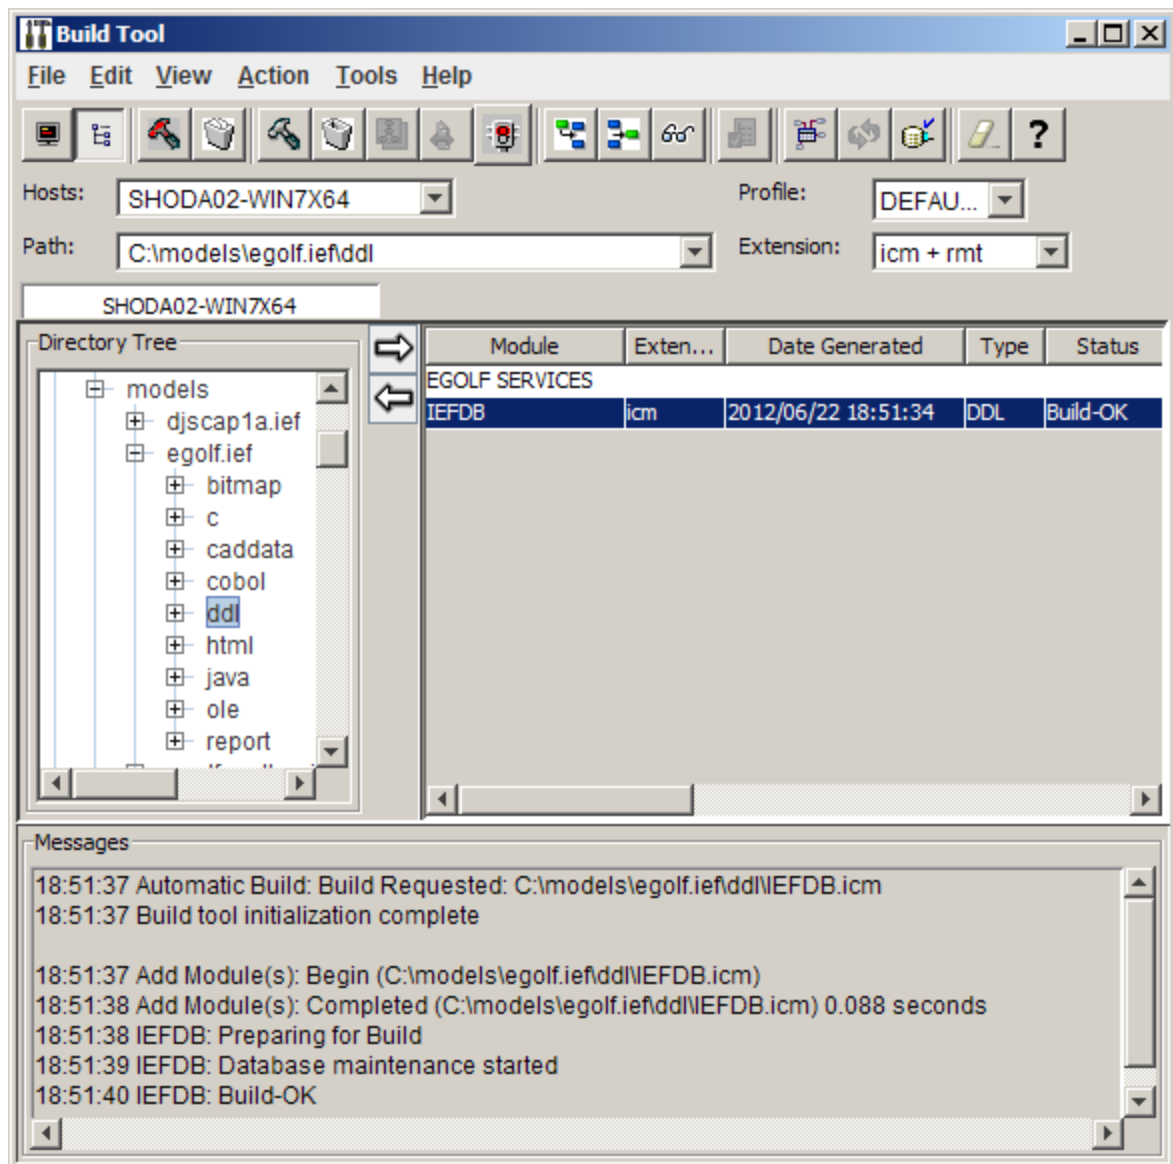 Build Tool
File Edit View Action Tools Help
Hosts: SHODA02-WIN7X64 Profile: DEFAU...
Path: C:\models\egolf.ief\ddl Extension: icm + rmt
SHODA02-WIN7X64
Directory Tree
models
djscap1a.ief
egolf.ief
bitmap
c
caddata
cobol
ddl
html
java
ole
report
Module Exten... Date Generated Type Status
EGOLF SERVICES
IEFDB icm 2012/06/22 18:51:34 DDL Build-OK
Messages
18:51:37 Automatic Build: Build Requested: C:\models\egolf.ief\ddl\IEFDB.icm
18:51:37 Build tool initialization complete
18:51:37 Add Module(s): Begin (C:\models\egolf.ief\ddl\IEFDB.icm)
18:51:38 Add Module(s): Completed (C:\models\egolf.ief\ddl\IEFDB.icm) 0.088 seconds
18:51:38 IEFDB: Preparing for Build
18:51:39 IEFDB: Database maintenance started
18:51:40 IEFDB: Build-OK